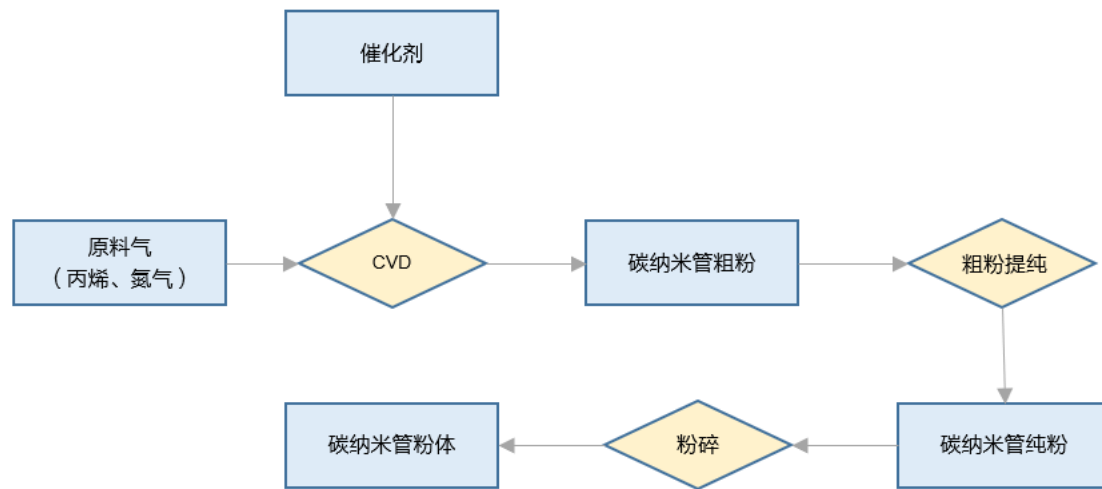 催化剂
原料气
（丙烯、氮气）
CVD
碳纳米管粗粉
粗粉提纯
碳纳米管粉体
粉碎
碳纳米管纯粉